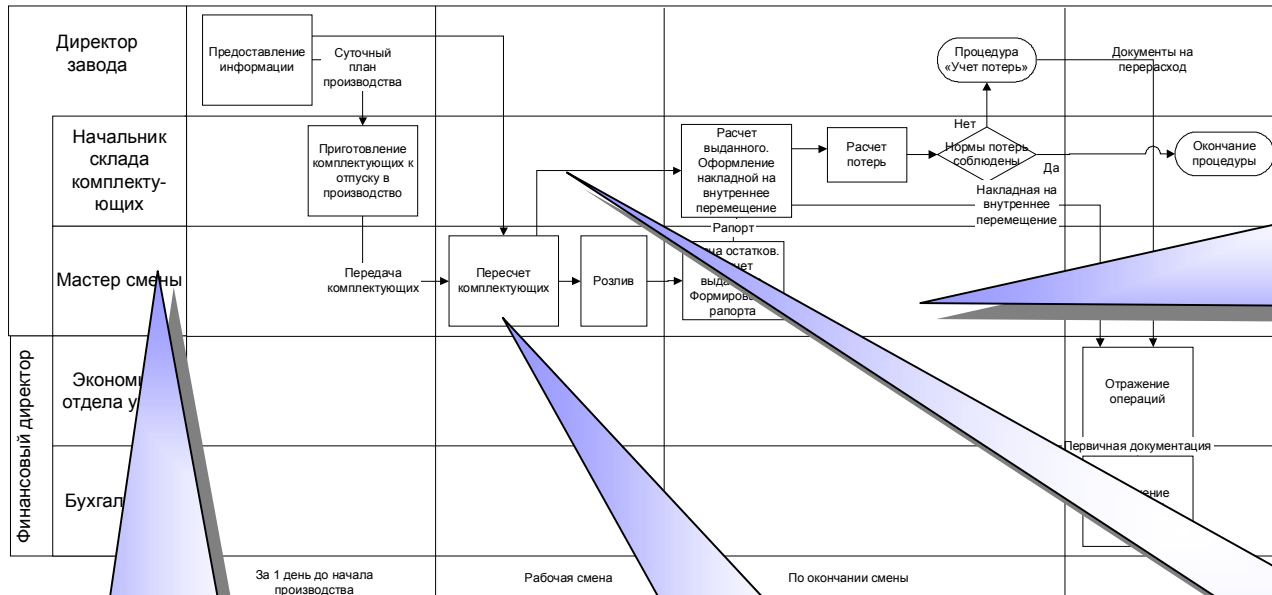 Директор
завода
Предоставление
информации
Суточный
план
производства
Процедура
«Учет потерь»
Документы на
перерасход
Начальник
склада
комплекту-
ющих
Приготовление
комплектующих к
отпуску в
производство
Расчет
выданного.
Оформление
накладной на
внутреннее
перемещение
Расчет
потерь
Нет
Нормы потерь
соблюдены
Да
Окончание
процедуры
Накладная на
внутреннее
перемещение
Рапорт
Мастер смены
Передача
комплектующих
Пересчет
комплектующих
Розлив
остатков.
рапорта
Финансовый директор
отдела
Отражение
операций
Первичная документация
За 1 день до начала
производства
Рабочая смена
По окончании смены